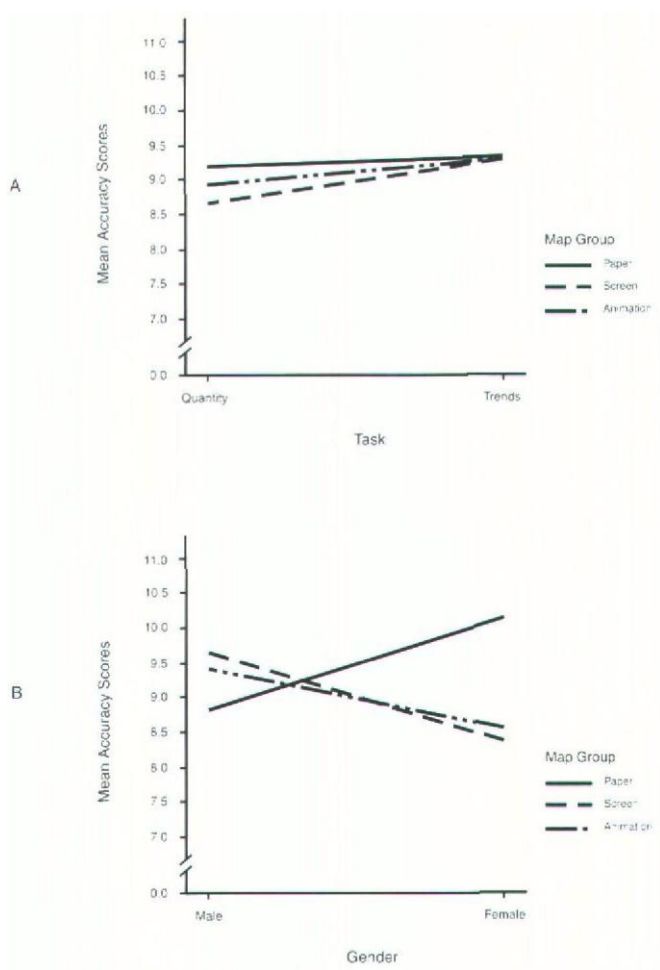 A
Mean Accuracy Scores
11.0
10.5
10.0
9.5
9.0
8.5
8.0
7.5
7.0
0.0
Quantity
Trends
Task
Map Group
Paper
Screen
Animation
B
Mean Accuracy Scores
11.0
10.5
10.0
9.5
9.0
8.5
8.0
7.5
7.0
0.0
Male
Female
Gender
Map Group
Paper
Screen
Animation